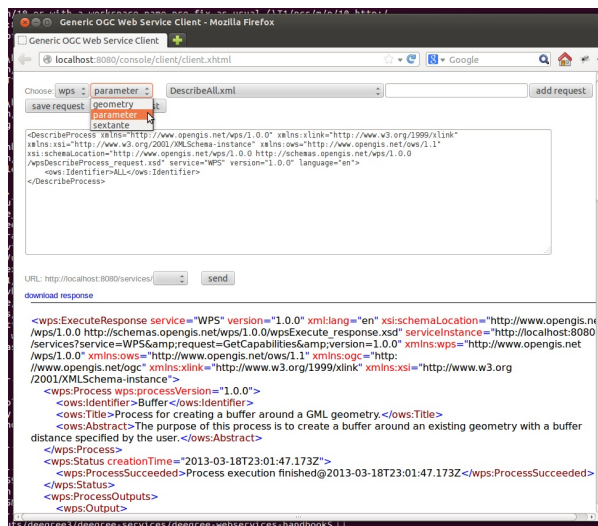 Generic OGC Web Service Client - Mozilla Firefox
Generic OGC Web Service Client
localhost:8080/console/client/client.xhtml
Google
Choose: wps parameter DescribeAll.xml add request
save request
geometry
parameter
sextante
<DescribeProcess xmlns="http://www.opengis.net/wps/1.0.0" xmlns:xlink="http://www.w3.org/1999/xlink"
xmlns:xsi="http://www.w3.org/2001/XMLSchema-instance" xmlns:ows="http://www.opengis.net/ows/1.1"
xsi:schemaLocation="http://www.opengis.net/wps/1.0.0 http://schemas.opengis.net/wps/1.0.0
/wpsDescribeProcess_request.xsd" service="WPS" version="1.0.0" language="en">
<ows:Identifier>ALL</ows:Identifier>
</DescribeProcess>
URL: http://localhost:8080/services/ send
download response
<wps:ExecuteResponse service="WPS" version="1.0.0" xml:lang="en" xsi:schemaLocation="http://www.opengis.ne
/wps/1.0.0 http://schemas.opengis.net/wps/1.0.0/wpsExecute_response.xsd" serviceInstance="http://localhost:8080
/services?service=WPS&amp;request=GetCapabilities&amp;version=1.0.0" xmlns:wps="http://www.opengis.net
/wps/1.0.0" xmlns:ows="http://www.opengis.net/ows/1.1" xmlns:ogc="http:
//www.opengis.net/ogc" xmlns:xlink="http://www.w3.org/1999/xlink" xmlns:xsi="http://www.w3.org
/2001/XMLSchema-instance">
<wps:Process wps:processVersion="1.0.0">
<ows:Identifier>Buffer</ows:Identifier>
<ows:Title>Process for creating a buffer around a GML geometry.</ows:Title>
<ows:Abstract>The purpose of this process is to create a buffer around an existing geometry with a buffer
distance specified by the user.</ows:Abstract>
</wps:Process>
<wps:Status creationTime="2013-03-18T23:01:47.173Z">
<wps:ProcessSucceeded>Process execution finished@2013-03-18T23:01:47.173Z</wps:ProcessSucceeded>
</wps:Status>
<wps:ProcessOutputs>
<wps:Output>